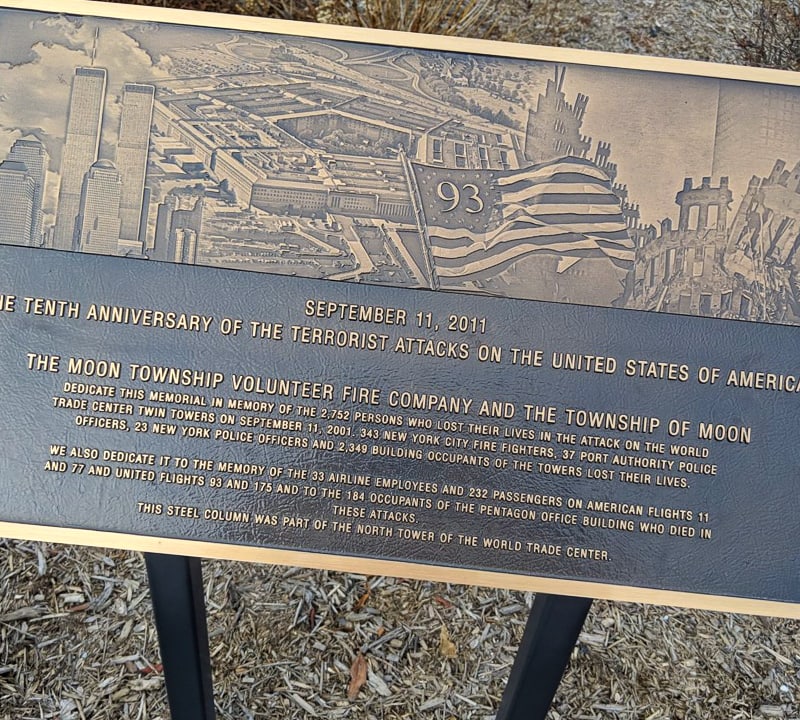 93
SEPTEMBER 11, 2011
TENTH ANNIVERSARY OF THE TERRORIST ATTACKS ON THE UNITED STATES OF AMERICA
THE MOON TOWNSHIP VOLUNTEER FIRE COMPANY AND THE TOWNSHIP OF MOON
DEDICATE THIS MEMORIAL IN MEMORY OF THE 2,752 PERSONS WHO LOST THEIR LIVES IN THE ATTACK ON THE WORLD
TRADE CENTER TWIN TOWERS ON SEPTEMBER 11, 2001. 343 NEW YORK CITY FIRE FIGHTERS, 37 PORT AUTHORITY POLICE
OFFICERS, 23 NEW YORK POLICE OFFICERS AND 2,349 BUILDING OCCUPANTS OF THE TOWERS LOST THEIR LIVES.
WE ALSO DEDICATE IT TO THE MEMORY OF THE 33 AIRLINE EMPLOYEES AND 232 PASSENGERS ON AMERICAN FLIGHTS 11
AND 77 AND UNITED FLIGHTS 93 AND 175 AND TO THE 184 OCCUPANTS OF THE PENTAGON OFFICE BUILDING WHO DIED IN
THESE ATTACKS.
THIS STEEL COLUMN WAS PART OF THE NORTH TOWER OF THE WORLD TRADE CENTER.